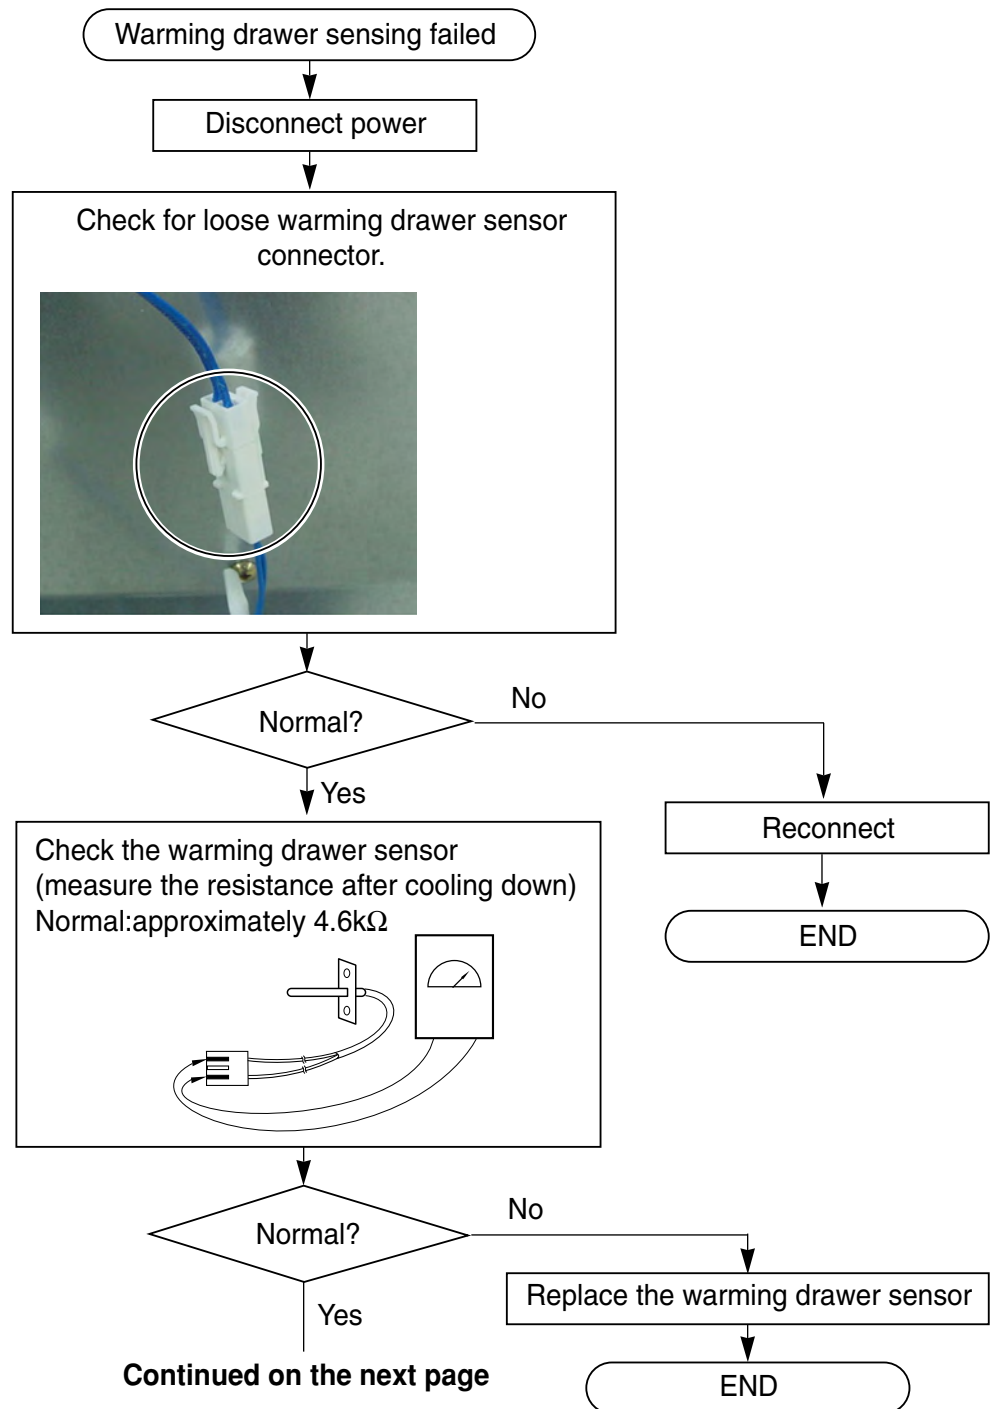 Warming drawer sensing failed
Disconnect power
Check for loose warming drawer sensor
connector.
Normal?
No
Yes
Reconnect
END
Check the warming drawer sensor
(measure the resistance after cooling down)
Normal:approximately 4.6kΩ
Normal?
No
Yes
Replace the warming drawer sensor
END
Continued on the next page